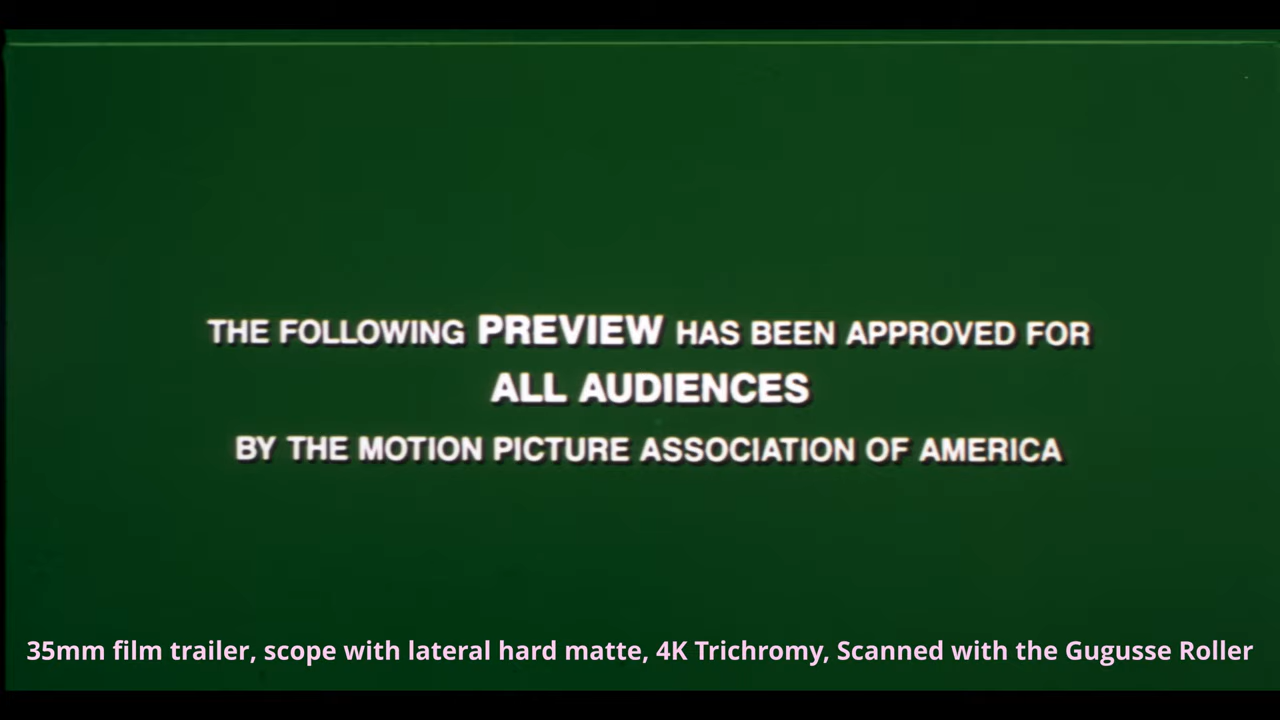 THE FOLLOWING PREVIEW HAS BEEN APPROVED FOR
ALL AUDIENCES
BY THE MOTION PICTURE ASSOCIATION OF AMERICA
35mm film trailer, scope with lateral hard matte, 4K Trichromy, Scanned with the Gugusse Roller